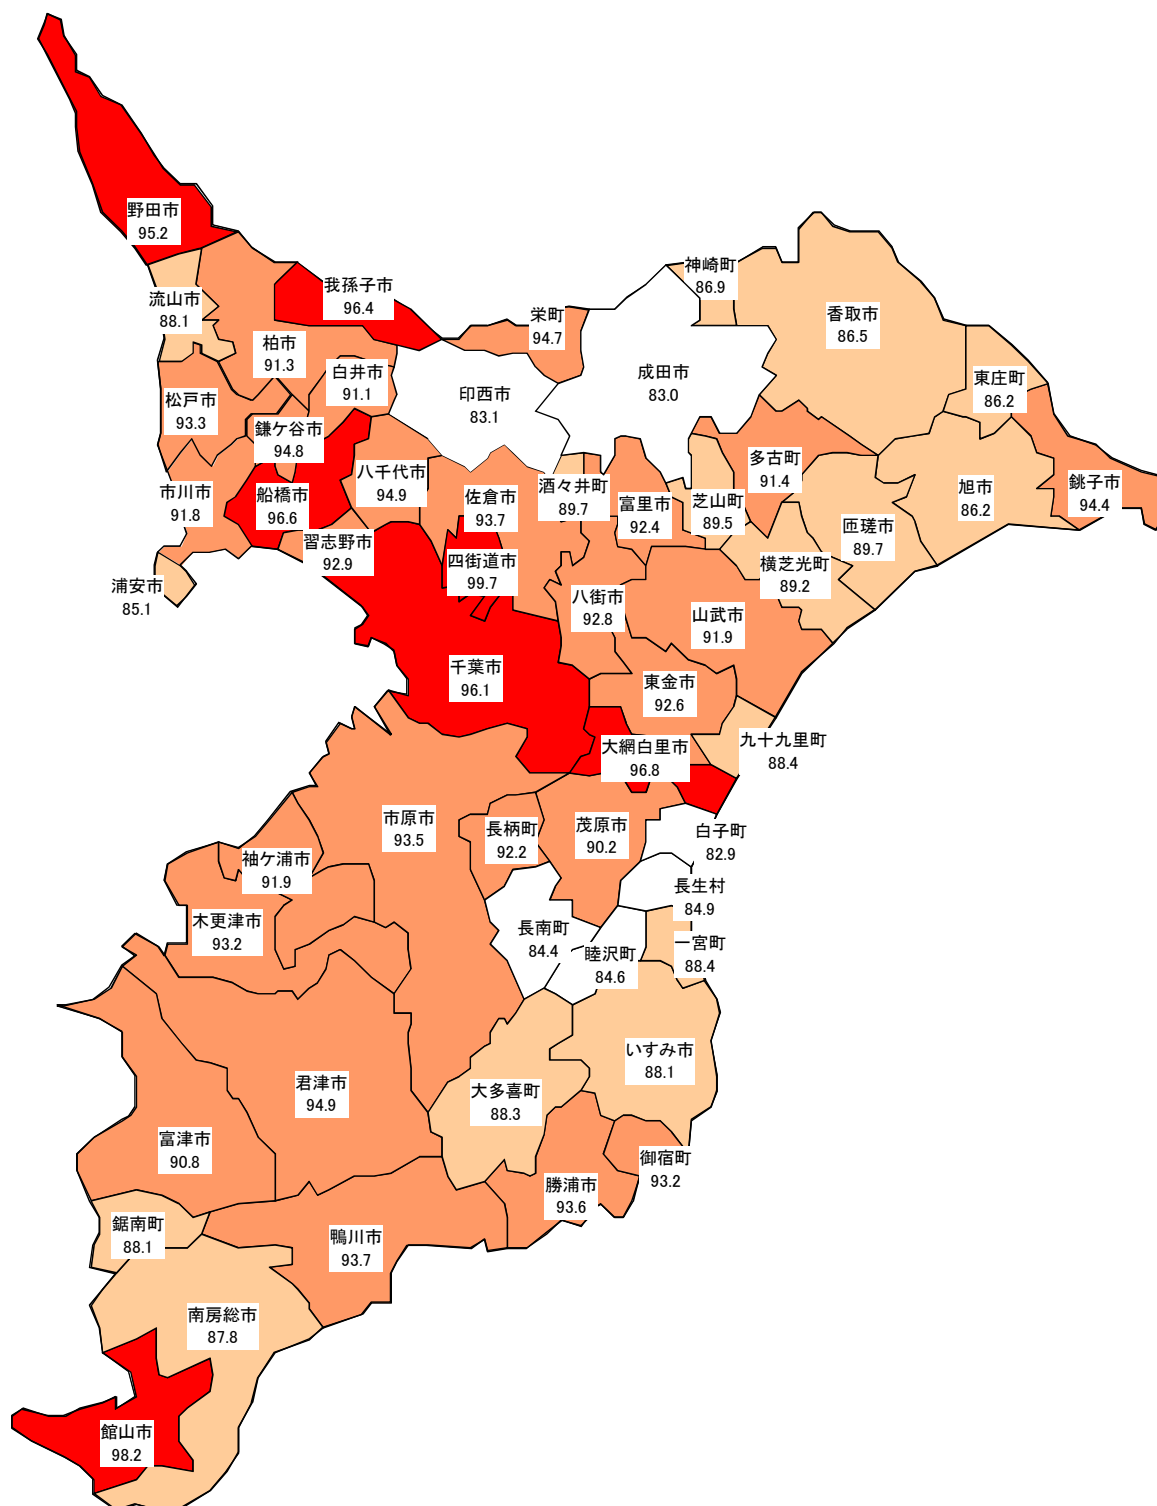 野田市
95.2
流山市
88.1
我孫子市
96.4
神崎町
86.9
栄町
94.7
香取市
86.5
柏市
91.3
白井市
91.1
印西市
83.1
成田市
83.0
東庄町
86.2
松戸市
93.3
鎌ケ谷市
94.8
八千代市
94.9
多古町
91.4
市川市
91.8
船橋市
96.6
佐倉市
93.7
酒々井町
89.7
富里市
92.4
芝山町
89.5
旭市
86.2
銚子市
94.4
習志野市
92.9
匝瑳市
89.7
浦安市
85.1
四街道市
99.7
横芝光町
89.2
八街市
92.8
山武市
91.9
千葉市
96.1
東金市
92.6
大網白里市
96.8
九十九里町
88.4
市原市
93.5
長柄町
92.2
茂原市
90.2
白子町
82.9
袖ケ浦市
91.9
長生村
84.9
木更津市
93.2
長南町
84.4
睦沢町
84.6
一宮町
88.4
いすみ市
88.1
君津市
94.9
大多喜町
88.3
富津市
90.8
御宿町
93.2
勝浦市
93.6
鋸南町
88.1
鴨川市
93.7
南房総市
87.8
館山市
98.2